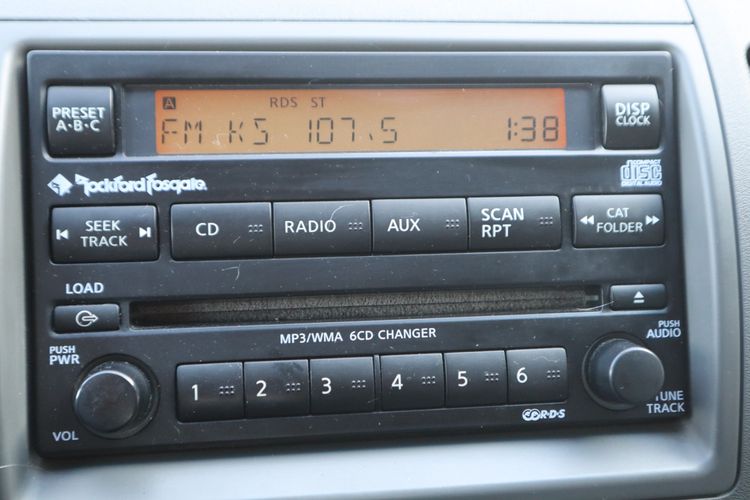 PRESET
A·B·C
A RDS ST
FM K5 107.5 1:38
DISP
CLOCK
Rockford Fosgate
COMPACT
disc
DIGITAL AUDIO
SEEK
TRACK
CD
RADIO
AUX
SCAN
RPT
CAT
FOLDER
LOAD
MP3/WMA 6CD CHANGER
PUSH
PWR
PUSH
AUDIO
1
2
3
4
5
6
VOL
R·D·S
TUNE
TRACK